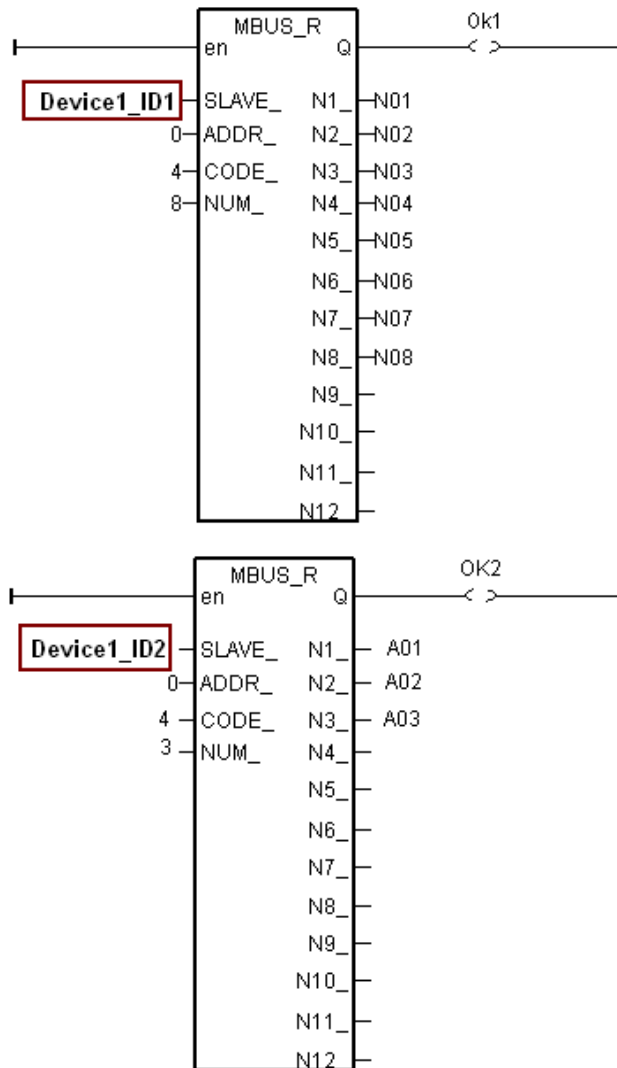 MBUS_R Ok1
en Q
Device1_ID1 SLAVE_ N1_ N01
0 ADDR_ N2_ N02
4 CODE_ N3_ N03
8 NUM_ N4_ N04
N5_ N05
N6_ N06
N7_ N07
N8_ N08
N9_
N10_
N11_
N12_
MBUS_R OK2
en Q
Device1_ID2 SLAVE_ N1_ A01
0 ADDR_ N2_ A02
4 CODE_ N3_ A03
3 NUM_ N4_
N5_
N6_
N7_
N8_
N9_
N10_
N11_
N12_